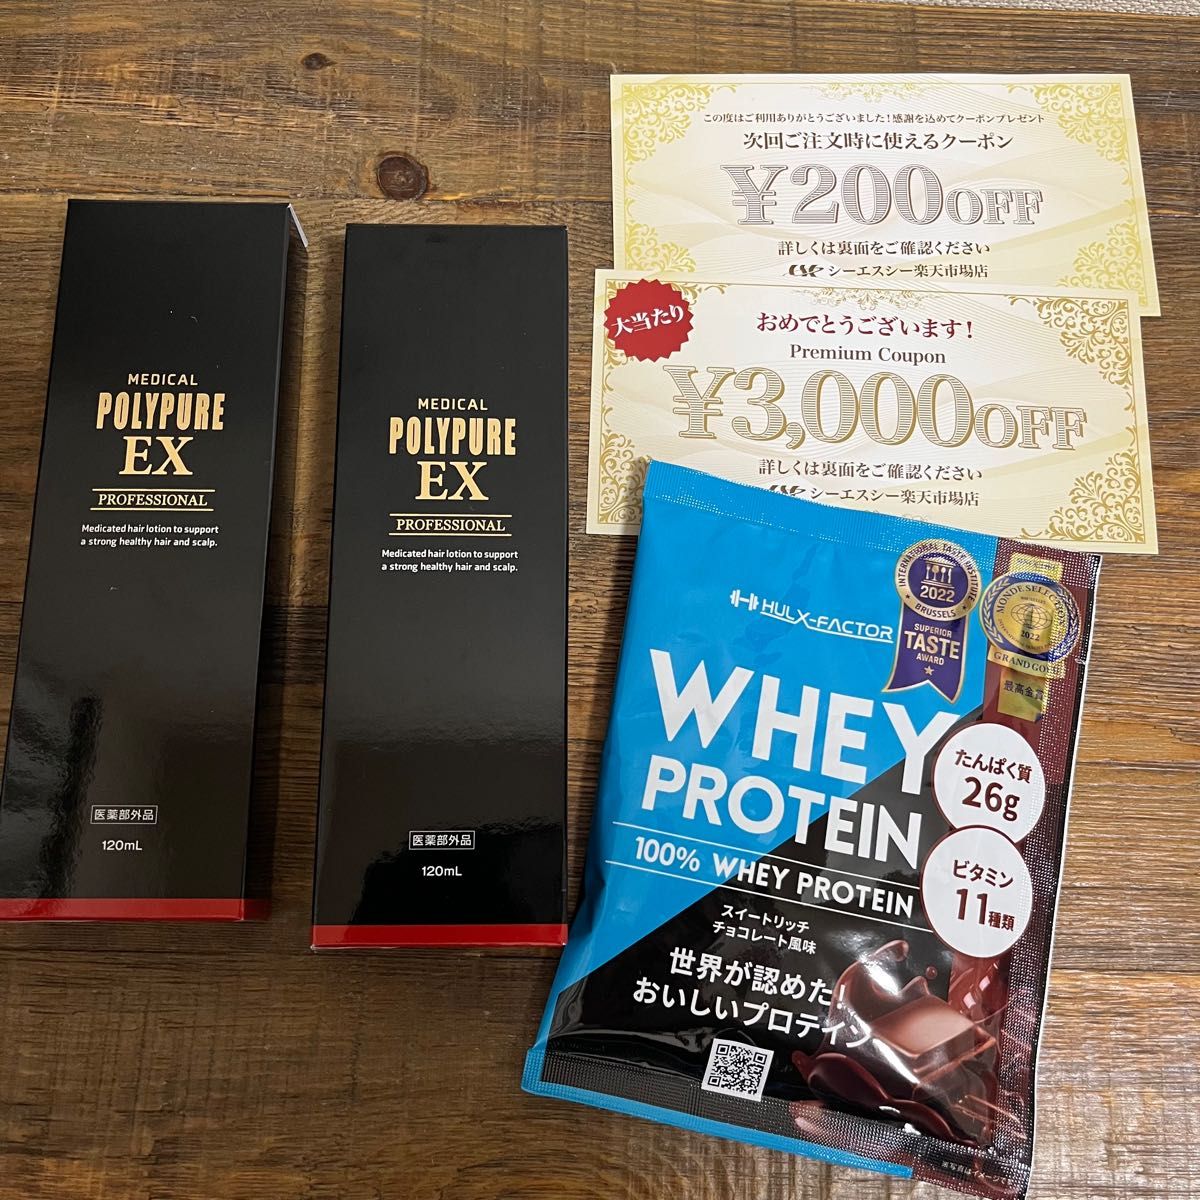 MEDICAL
POLYPURE
EX
PROFESSIONAL
Medicated hair lotion to support
a strong healthy hair and scalp.
医薬部外品
120mL
MEDICAL
POLYPURE
EX
PROFESSIONAL
Medicated hair lotion to support
a strong healthy hair and scalp.
医薬部外品
120mL
この度はご利用ありがとうございました!感謝を込めてクーポンプレゼント
次回ご注文時に使えるクーポン
¥200OFF
詳しくは裏面をご確認ください
シーエスシー楽天市場店
大当たり
おめでとうございます!
Premium Coupon
¥3,000OFF
詳しくは裏面をご確認ください
シーエスシー楽天市場店
HULX-FACTOR
INTERNATIONAL TASTE INSTITUTE
2022
BRUSSELS
SUPERIOR
TASTE
AWARD
MONDE SELECTION
2022
GRAND GOLD
最高金賞
WHEY
PROTEIN
100% WHEY PROTEIN
たんぱく質
26g
ビタミン
11種類
スイートリッチ
チョコレート風味
世界が認めた!
おいしいプロテイン